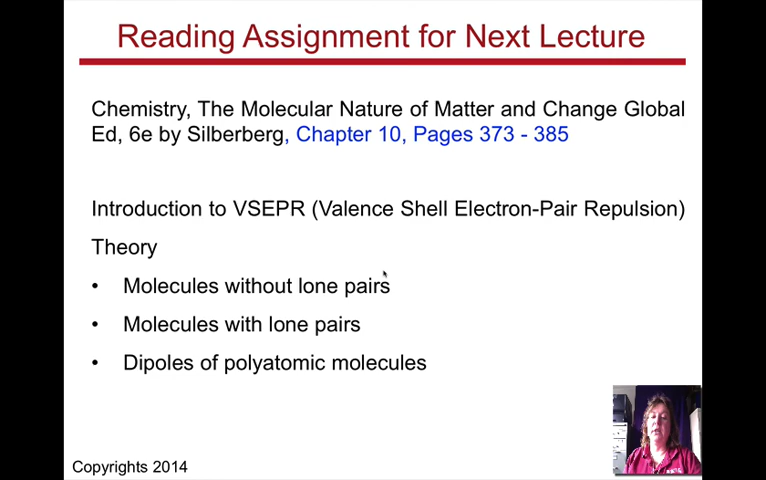 Reading Assignment for Next Lecture
Chemistry, The Molecular Nature of Matter and Change Global
Ed, 6e by Silberberg, Chapter 10, Pages 373 - 385
Introduction to VSEPR (Valence Shell Electron-Pair Repulsion)
Theory
• Molecules without lone pairs
• Molecules with lone pairs
• Dipoles of polyatomic molecules
Copyrights 2014